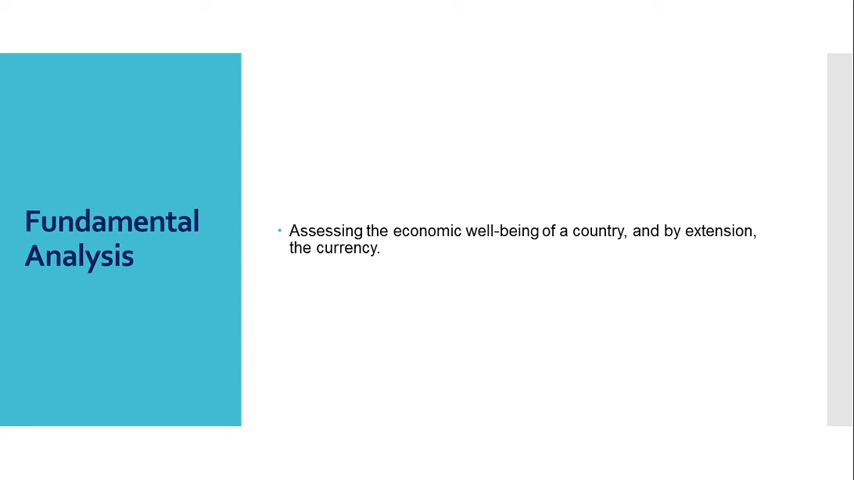 Fundamental
Analysis
• Assessing the economic well-being of a country, and by extension,
the currency.